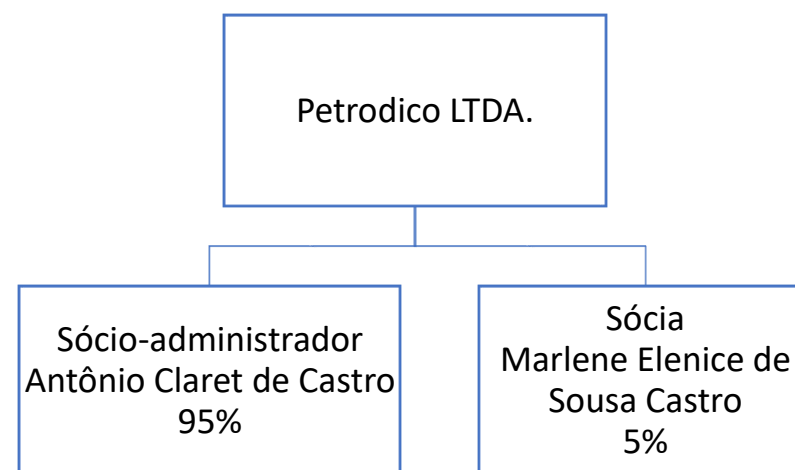 Petrodico LTDA.
Sócio-administrador
Antônio Claret de Castro
95%
Sócia
Marlene Elenice de
Sousa Castro
5%